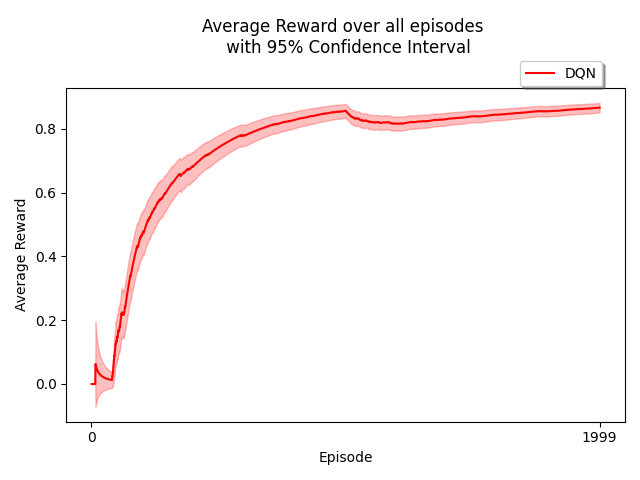 Average Reward over all episodes
with 95% Confidence Interval
DQN
0.8
0.6
0.4
0.2
0.0
Average Reward
0
1999
Episode